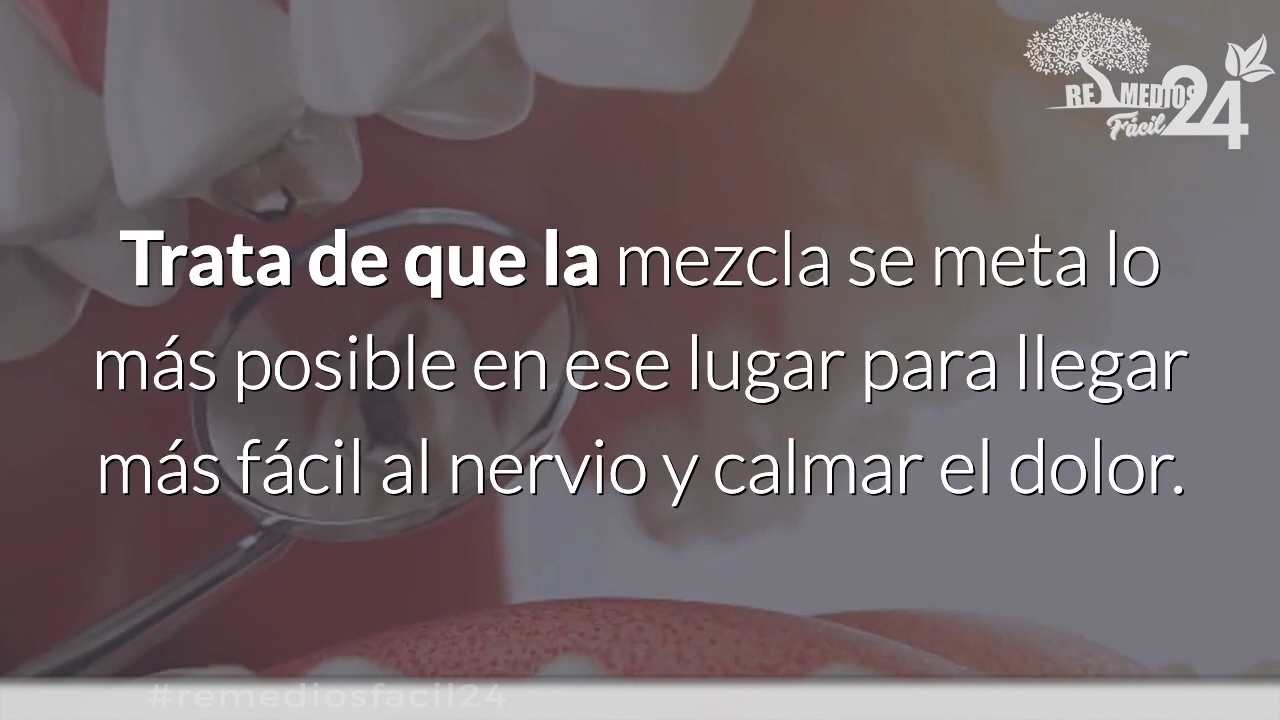 REMEDIOS
Fácil 24
Trata de que la mezcla se meta lo
más posible en ese lugar para llegar
más fácil al nervio y calmar el dolor.
#remediosfacil24